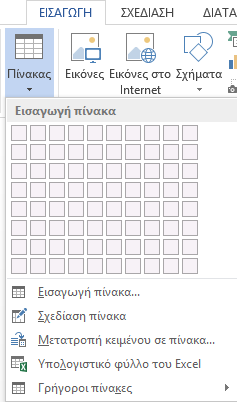 ΕΙΣΑΓΩΓΗ ΣΧΕΔΙΑΣΗ ΔΙΑΤΑ
Πίνακας Εικόνες Εικόνες στο Internet Σχήματα
Εισαγωγή πίνακα
Εισαγωγή πίνακα...
Σχεδίαση πίνακα
Μετατροπή κειμένου σε πίνακα...
Υπολογιστικό φύλλο του Excel
Γρήγοροι πίνακες